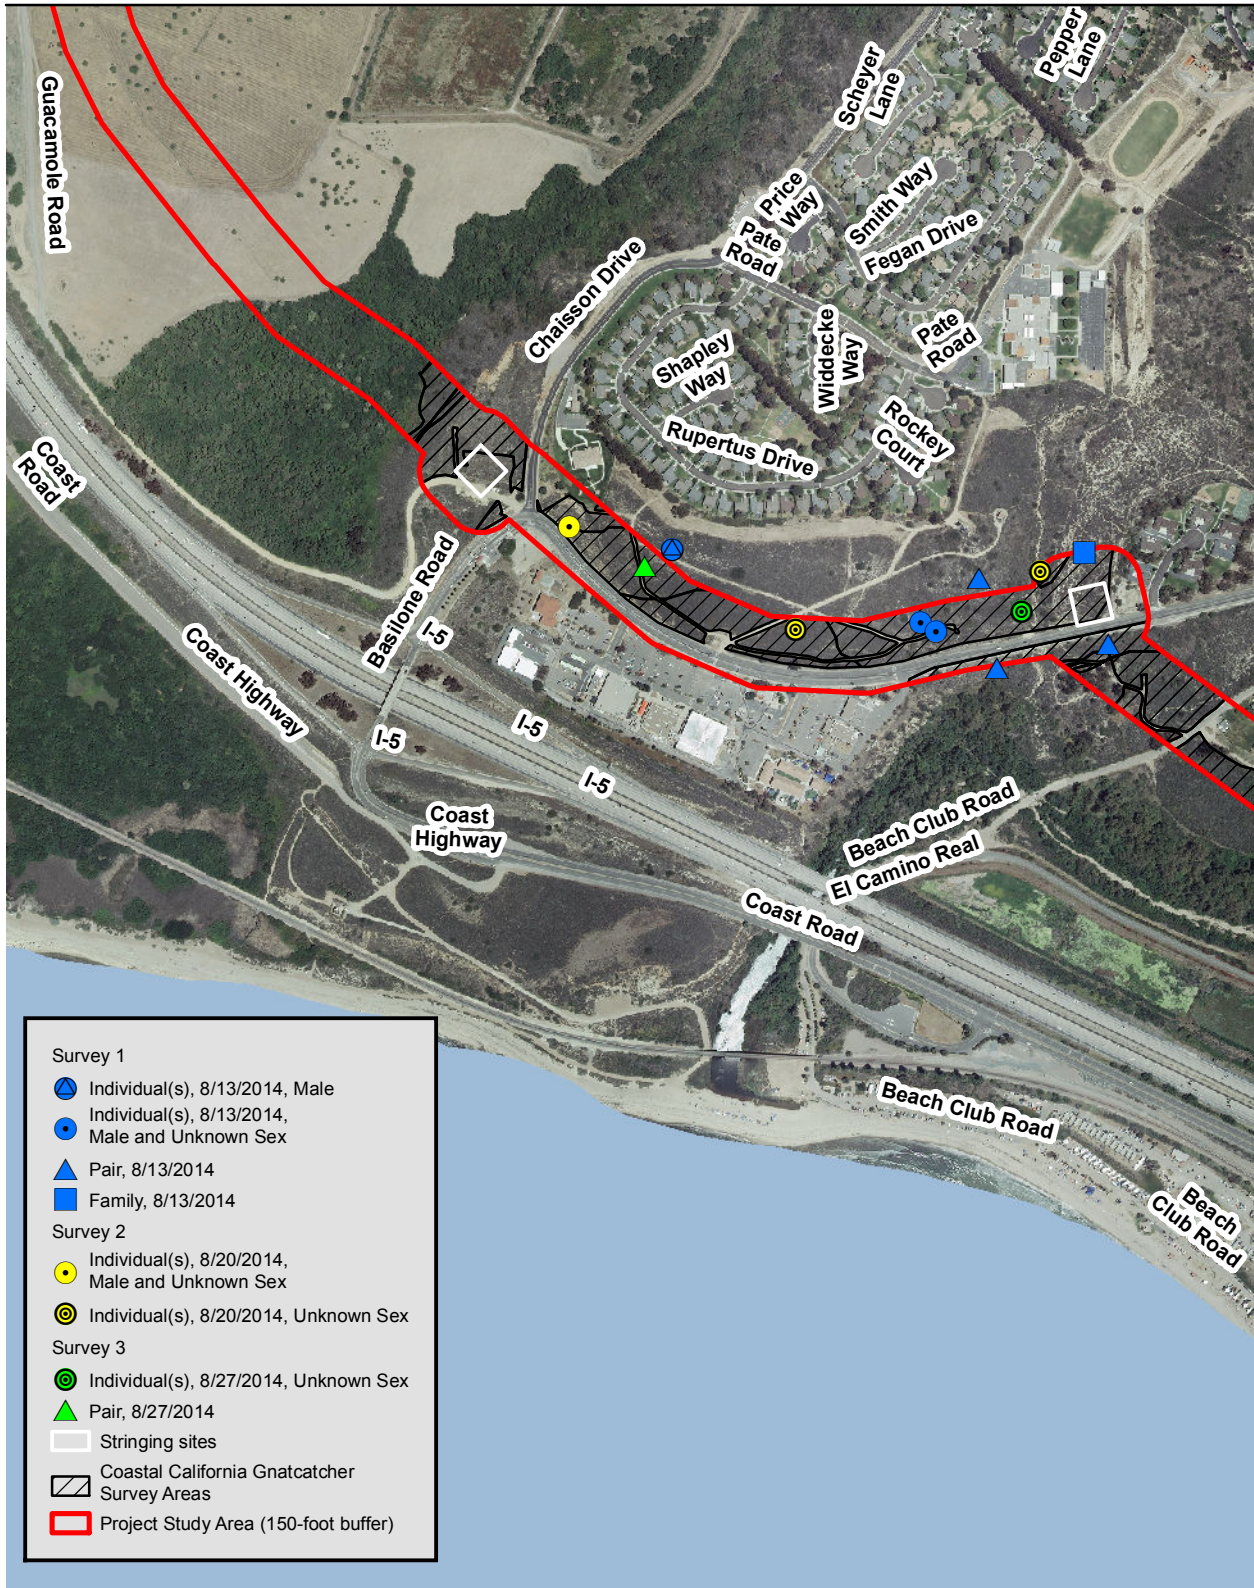 Guacamole Road
Scheyer
Lane
Pepper
Lane
Price
Way
Pate
Road
Smith Way
Fegan Drive
Chaisson Drive
Shapley
Way
Widdecke
Way
Pate
Road
Rockey
Court
Rupertus Drive
Coast
Road
Basilone Road
I-5
Coast Highway
I-5
I-5
I-5
Coast
Highway
Beach Club Road
El Camino Real
Coast Road
Beach Club Road
Beach
Club Road
Survey 1
Individual(s), 8/13/2014, Male
Individual(s), 8/13/2014,
Male and Unknown Sex
Pair, 8/13/2014
Family, 8/13/2014
Survey 2
Individual(s), 8/20/2014,
Male and Unknown Sex
Individual(s), 8/20/2014, Unknown Sex
Survey 3
Individual(s), 8/27/2014, Unknown Sex
Pair, 8/27/2014
Stringing sites
Coastal California Gnatcatcher
Survey Areas
Project Study Area (150-foot buffer)